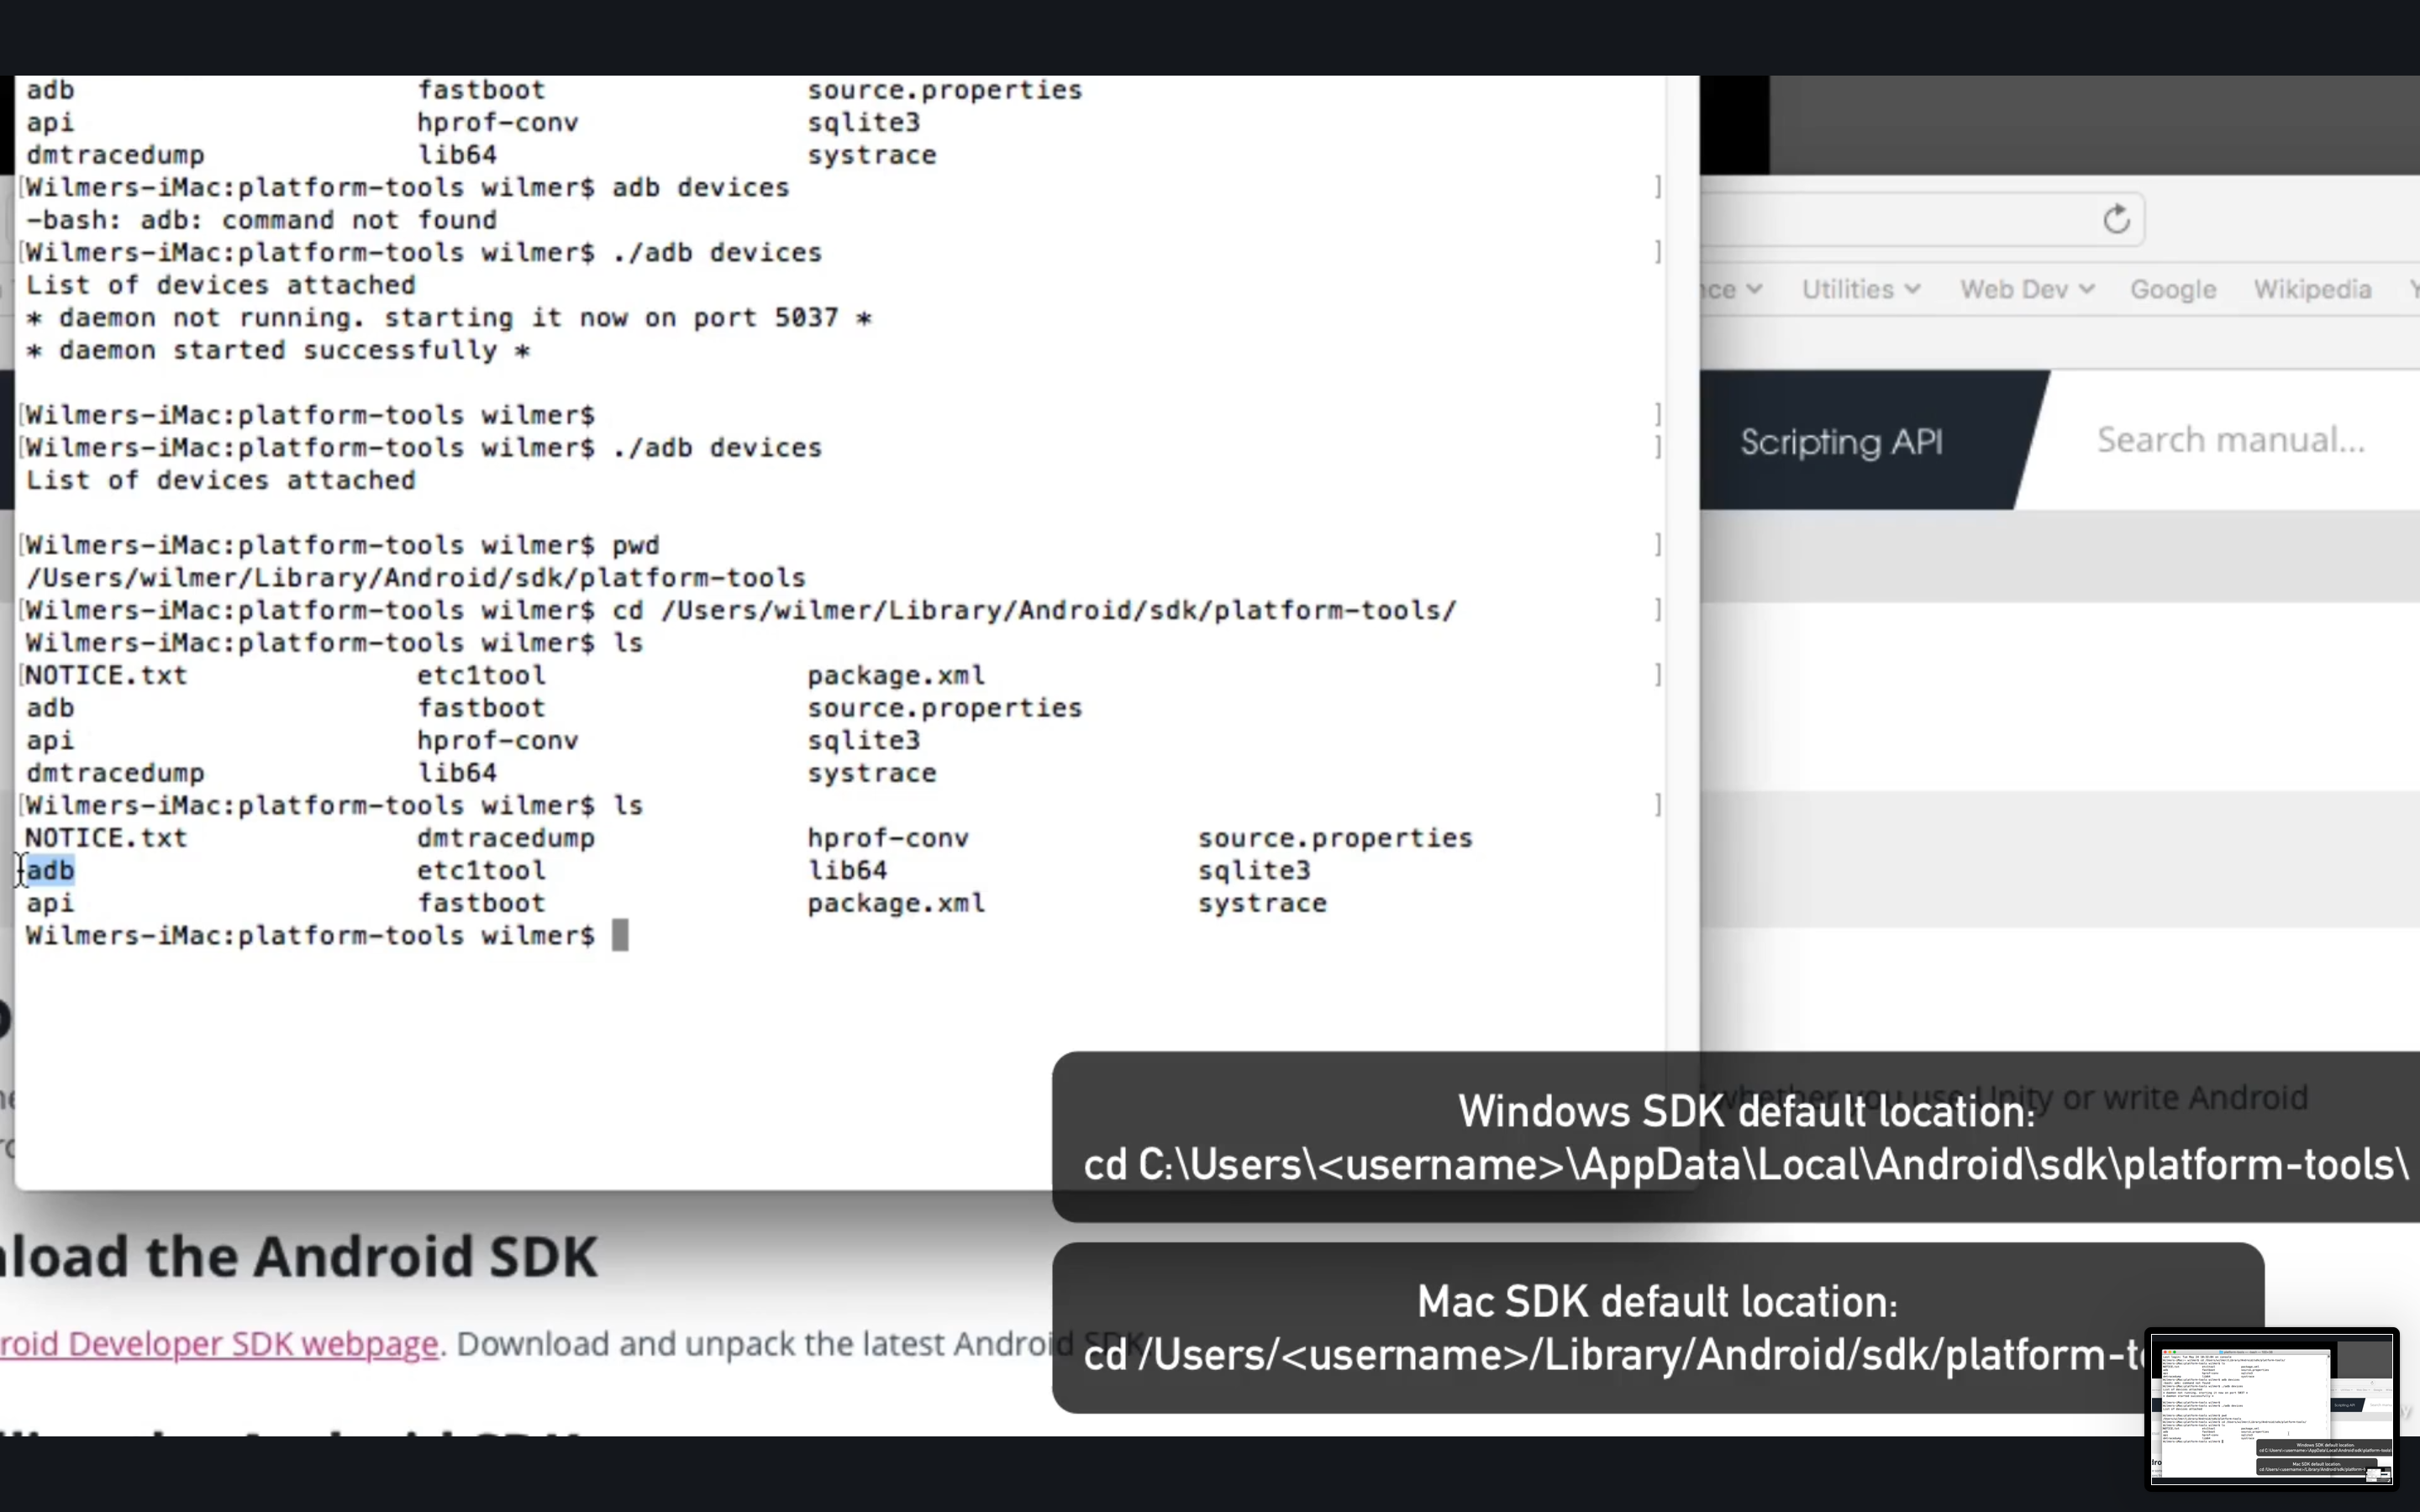 adb fastboot source.properties
api hprof-conv sqlite3
dmtracedump lib64 systrace
[Wilmers-iMac:platform-tools wilmer$ adb devices ]
-bash: adb: command not found
[Wilmers-iMac:platform-tools wilmer$ ./adb devices ]
List of devices attached
* daemon not running. starting it now on port 5037 *
* daemon started successfully *
[Wilmers-iMac:platform-tools wilmer$ ]
[Wilmers-iMac:platform-tools wilmer$ ./adb devices ]
List of devices attached
[Wilmers-iMac:platform-tools wilmer$ pwd ]
/Users/wilmer/Library/Android/sdk/platform-tools
[Wilmers-iMac:platform-tools wilmer$ cd /Users/wilmer/Library/Android/sdk/platform-tools/ ]
Wilmers-iMac:platform-tools wilmer$ ls
[NOTICE.txt etc1tool package.xml ]
adb fastboot source.properties
api hprof-conv sqlite3
dmtracedump lib64 systrace
[Wilmers-iMac:platform-tools wilmer$ ls ]
NOTICE.txt dmtracedump hprof-conv source.properties
adb etc1tool lib64 sqlite3
api fastboot package.xml systrace
Wilmers-iMac:platform-tools wilmer$
nce Utilities Web Dev Google Wikipedia Y
Scripting API Search manual...
whether you use Unity or write Android
Windows SDK default location:
cd C:\Users\<username>\AppData\Local\Android\sdk\platform-tools\
nload the Android SDK
Mac SDK default location:
cd /Users/<username>/Library/Android/sdk/platform-to
roid Developer SDK webpage. Download and unpack the latest Android SDK.